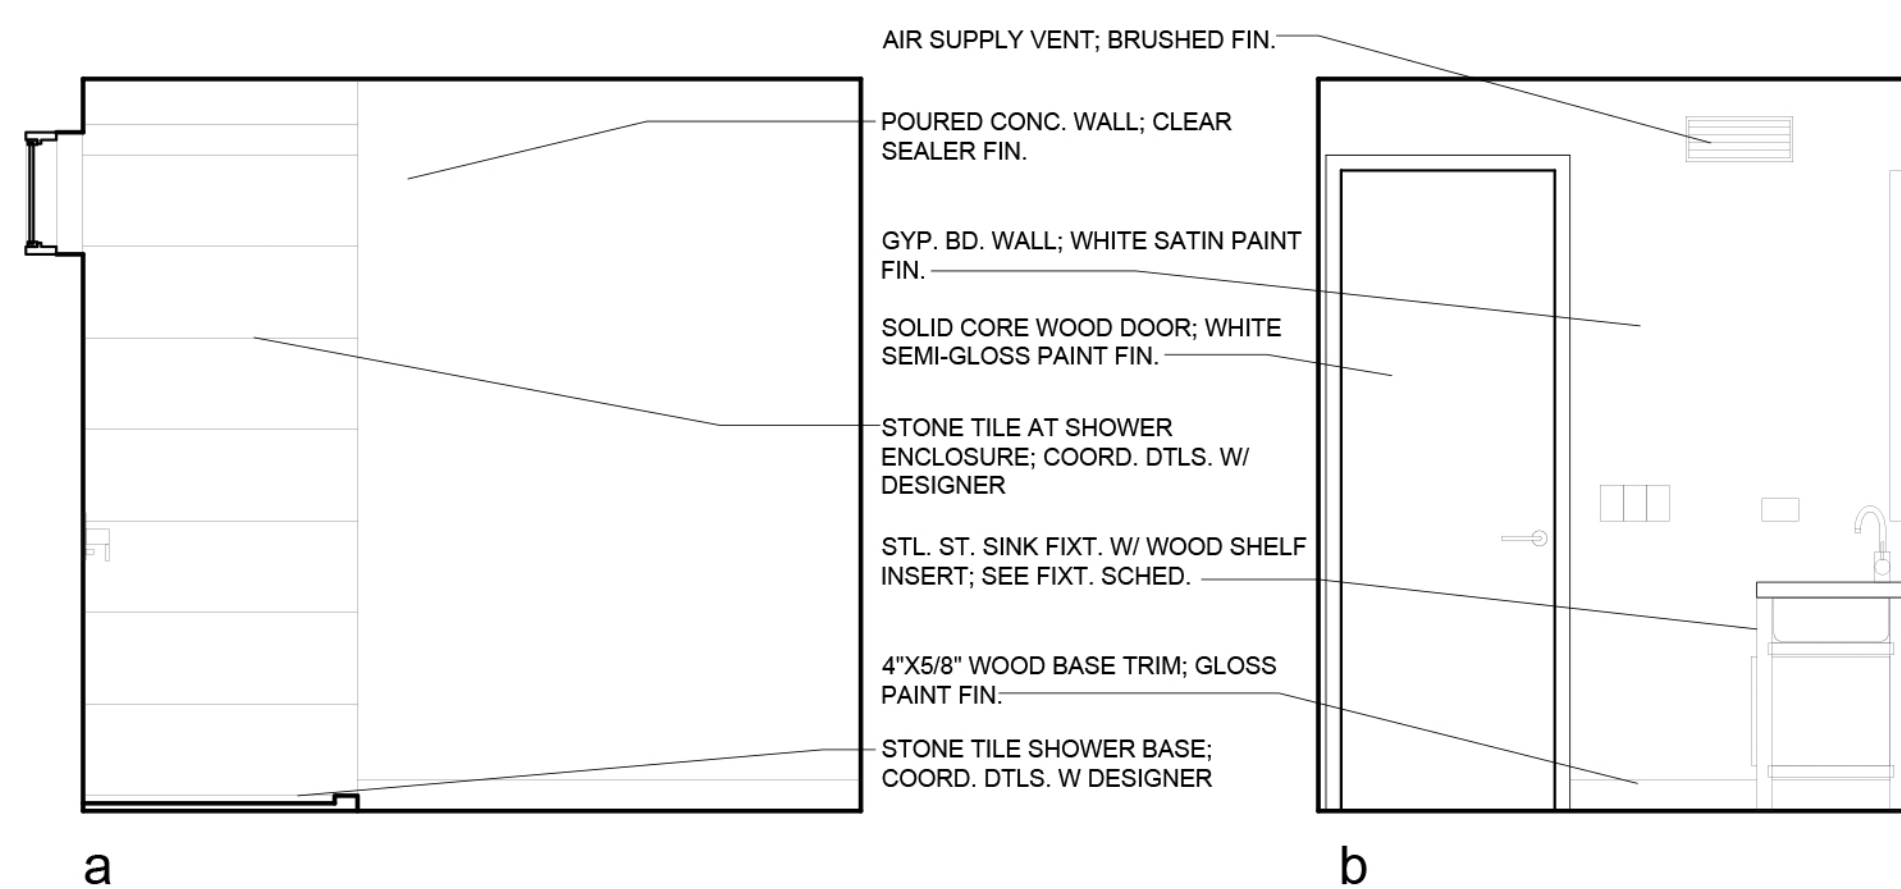 AIR SUPPLY VENT; BRUSHED FIN.
POURED CONC. WALL; CLEAR
SEALER FIN.
GYP. BD. WALL; WHITE SATIN PAINT
FIN.
SOLID CORE WOOD DOOR; WHITE
SEMI-GLOSS PAINT FIN.
STONE TILE AT SHOWER
ENCLOSURE; COORD. DTLS. W/
DESIGNER
STL. ST. SINK FIXT. W/ WOOD SHELF
INSERT; SEE FIXT. SCHED.
4"X5/8" WOOD BASE TRIM; GLOSS
PAINT FIN.
STONE TILE SHOWER BASE;
COORD. DTLS. W DESIGNER
a
b